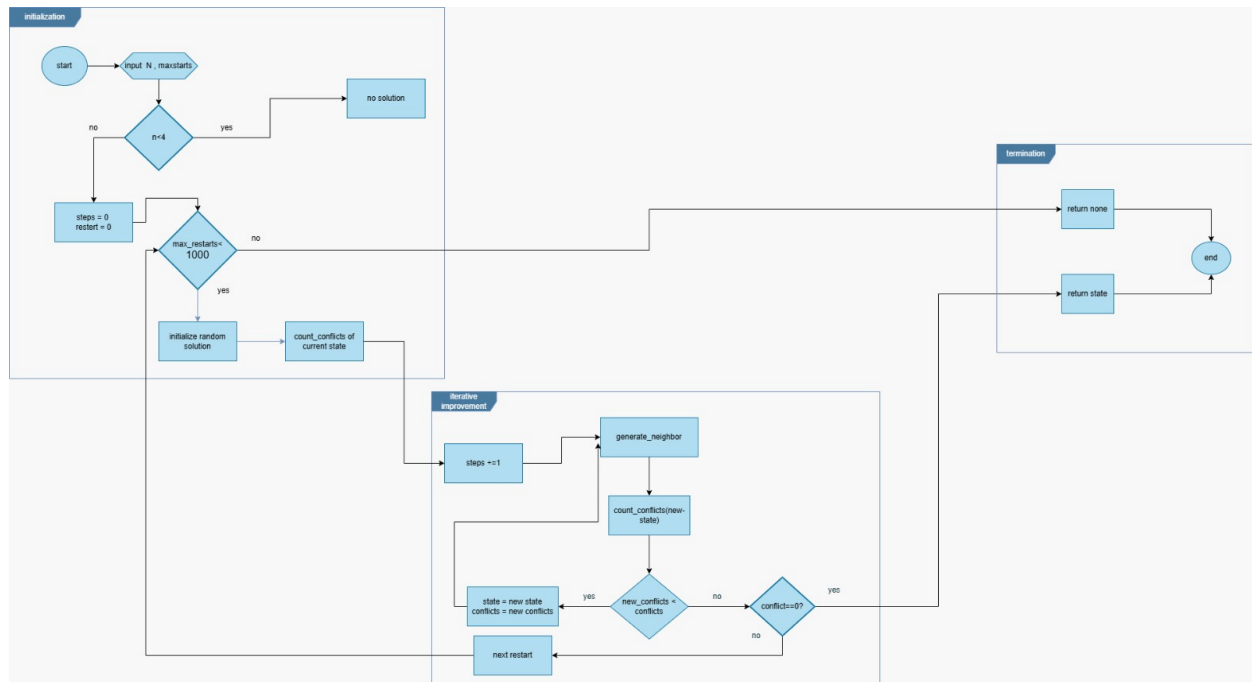 initialization
start
input N , maxstarts
no solution
no
yes
n<4
steps = 0
restert = 0
max_restarts<
1000
no
yes
initialize random
solution
count_conflicts of
current state
termination
return none
end
return state
iterative
improvement
steps +=1
generate_neighbor
count_conflicts(new-
state)
state = new state
conflicts = new conflicts
yes
new_conflicts <
conflicts
no
conflict==0?
yes
no
next restart